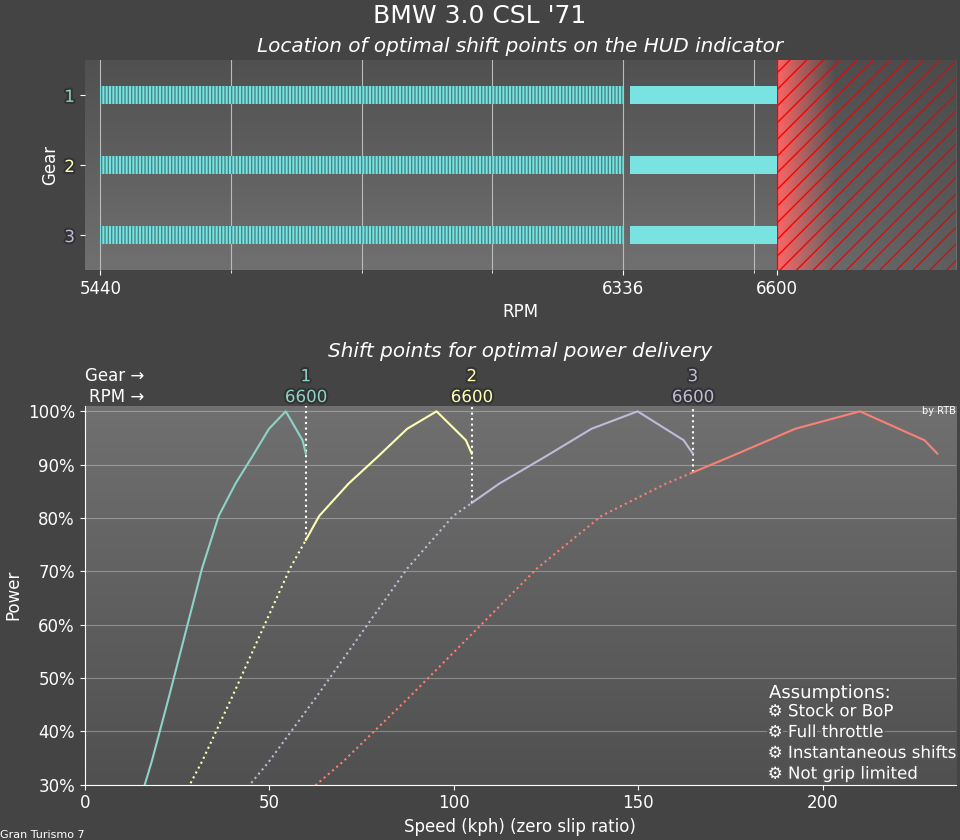 BMW 3.0 CSL '71
Location of optimal shift points on the HUD indicator
Gear
1
2
3
5440 6336 6600
RPM
Shift points for optimal power delivery
Gear → 1 2 3
RPM → 6600 6600 6600
by RTB
Power
100%
90%
80%
70%
60%
50%
40%
30%
Assumptions:
⚙ Stock or BoP
⚙ Full throttle
⚙ Instantaneous shifts
⚙ Not grip limited
0 50 100 150 200
Speed (kph) (zero slip ratio)
Gran Turismo 7